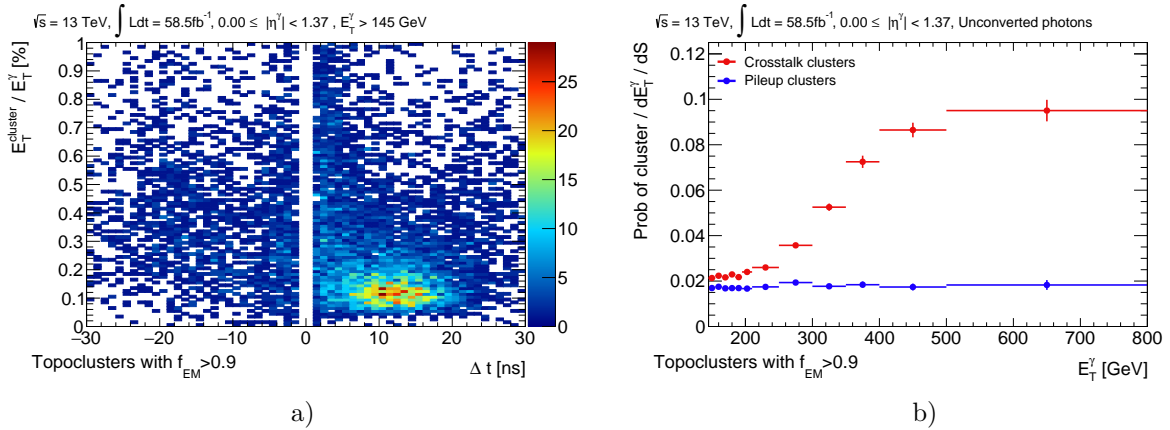 √s = 13 TeV, ∫ Ldt = 58.5fb⁻¹, 0.00 ≤ |η^γ| < 1.37 , E_T^γ > 145 GeV
E_T^cluster / E_T^γ [%]
1
0.9
0.8
0.7
0.6
0.5
0.4
0.3
0.2
0.1
0
−30 −20 −10 0 10 20 30
25
20
15
10
5
0
Topoclusters with f_EM>0.9
Δ t [ns]
a)
√s = 13 TeV, ∫ Ldt = 58.5fb⁻¹, 0.00 ≤ |η^γ| < 1.37, Unconverted photons
Prob of cluster / dE_T^γ / dS
0.12
0.1
0.08
0.06
0.04
0.02
0
Crosstalk clusters
Pileup clusters
200 300 400 500 600 700 800
Topoclusters with f_EM>0.9
E_T^γ [GeV]
b)